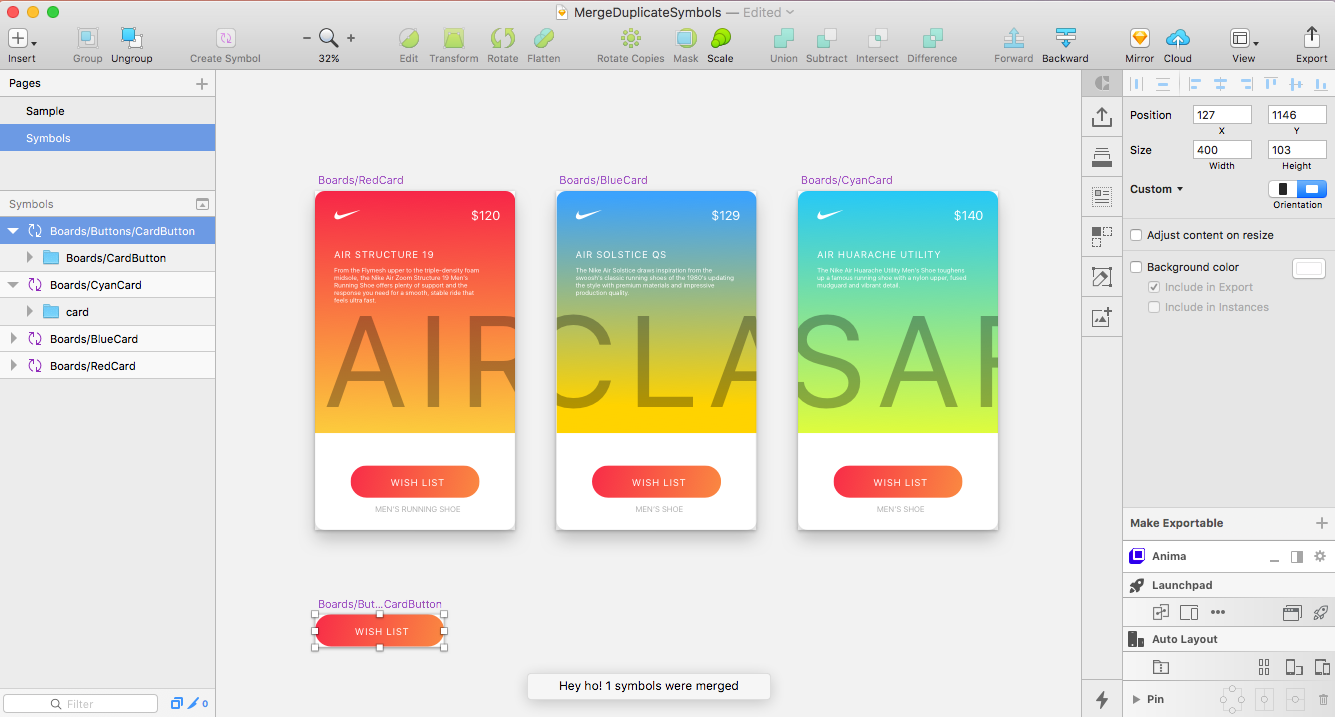 MergeDuplicateSymbols — Edited
Insert
Group
Ungroup
Create Symbol
32%
Edit
Transform
Rotate
Flatten
Rotate Copies
Mask
Scale
Union
Subtract
Intersect
Difference
Forward
Backward
Mirror
Cloud
View
Export
Pages
Sample
Symbols
Symbols
Boards/Buttons/CardButton
Boards/CardButton
Boards/CyanCard
card
Boards/BlueCard
Boards/RedCard
Filter
0
Boards/RedCard
$120
AIR STRUCTURE 19
From the Flymesh upper to the triple-density foam
midsole, the Nike Air Zoom Structure 19 Men's
Running Shoe offers plenty of support and the
response you need for a smooth, stable ride that
feels ultra fast.
AIR
WISH LIST
MEN'S RUNNING SHOE
Boards/BlueCard
$129
AIR SOLSTICE QS
The Nike Air Solstice draws inspiration from the
swoosh's classic running shoes of the 1980's updating
the style with premium materials and impressive
production quality.
CLA
WISH LIST
MEN'S SHOE
Boards/CyanCard
$140
AIR HUARACHE UTILITY
The Nike Air Huarache Utility Men's Shoe toughens
up a famous running shoe with a nylon upper, fused
mudguard and vibrant detail.
SAF
WISH LIST
MEN'S SHOE
Boards/But...CardButton
WISH LIST
Hey ho! 1 symbols were merged
Position
127
1146
X
Y
Size
400
103
Width
Height
Custom
Orientation
Adjust content on resize
Background color
Include in Export
Include in Instances
Make Exportable
Anima
Launchpad
Auto Layout
Pin